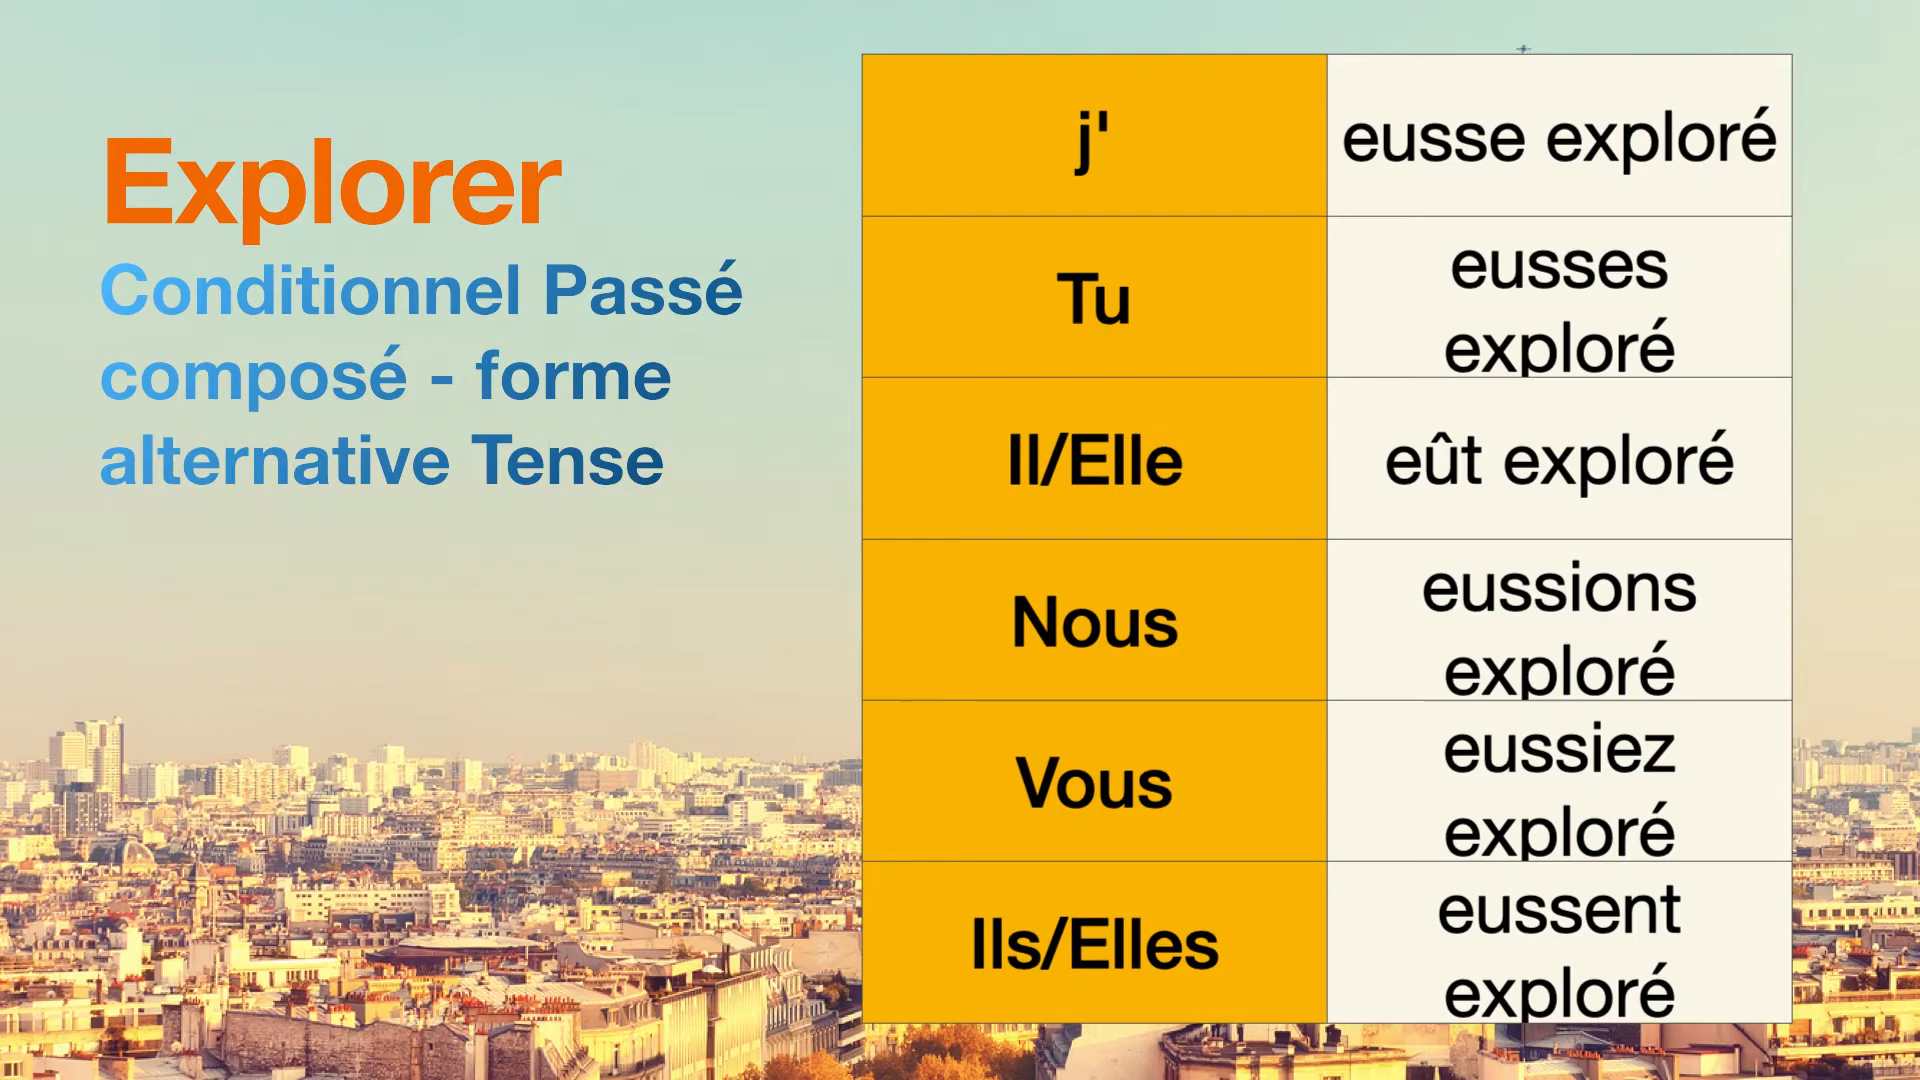 Explorer
Conditionnel Passé
composé - forme
alternative Tense
j'
eusse exploré
Tu
eusses
exploré
Il/Elle
eût exploré
Nous
eussions
exploré
Vous
eussiez
exploré
Ils/Elles
eussent
exploré